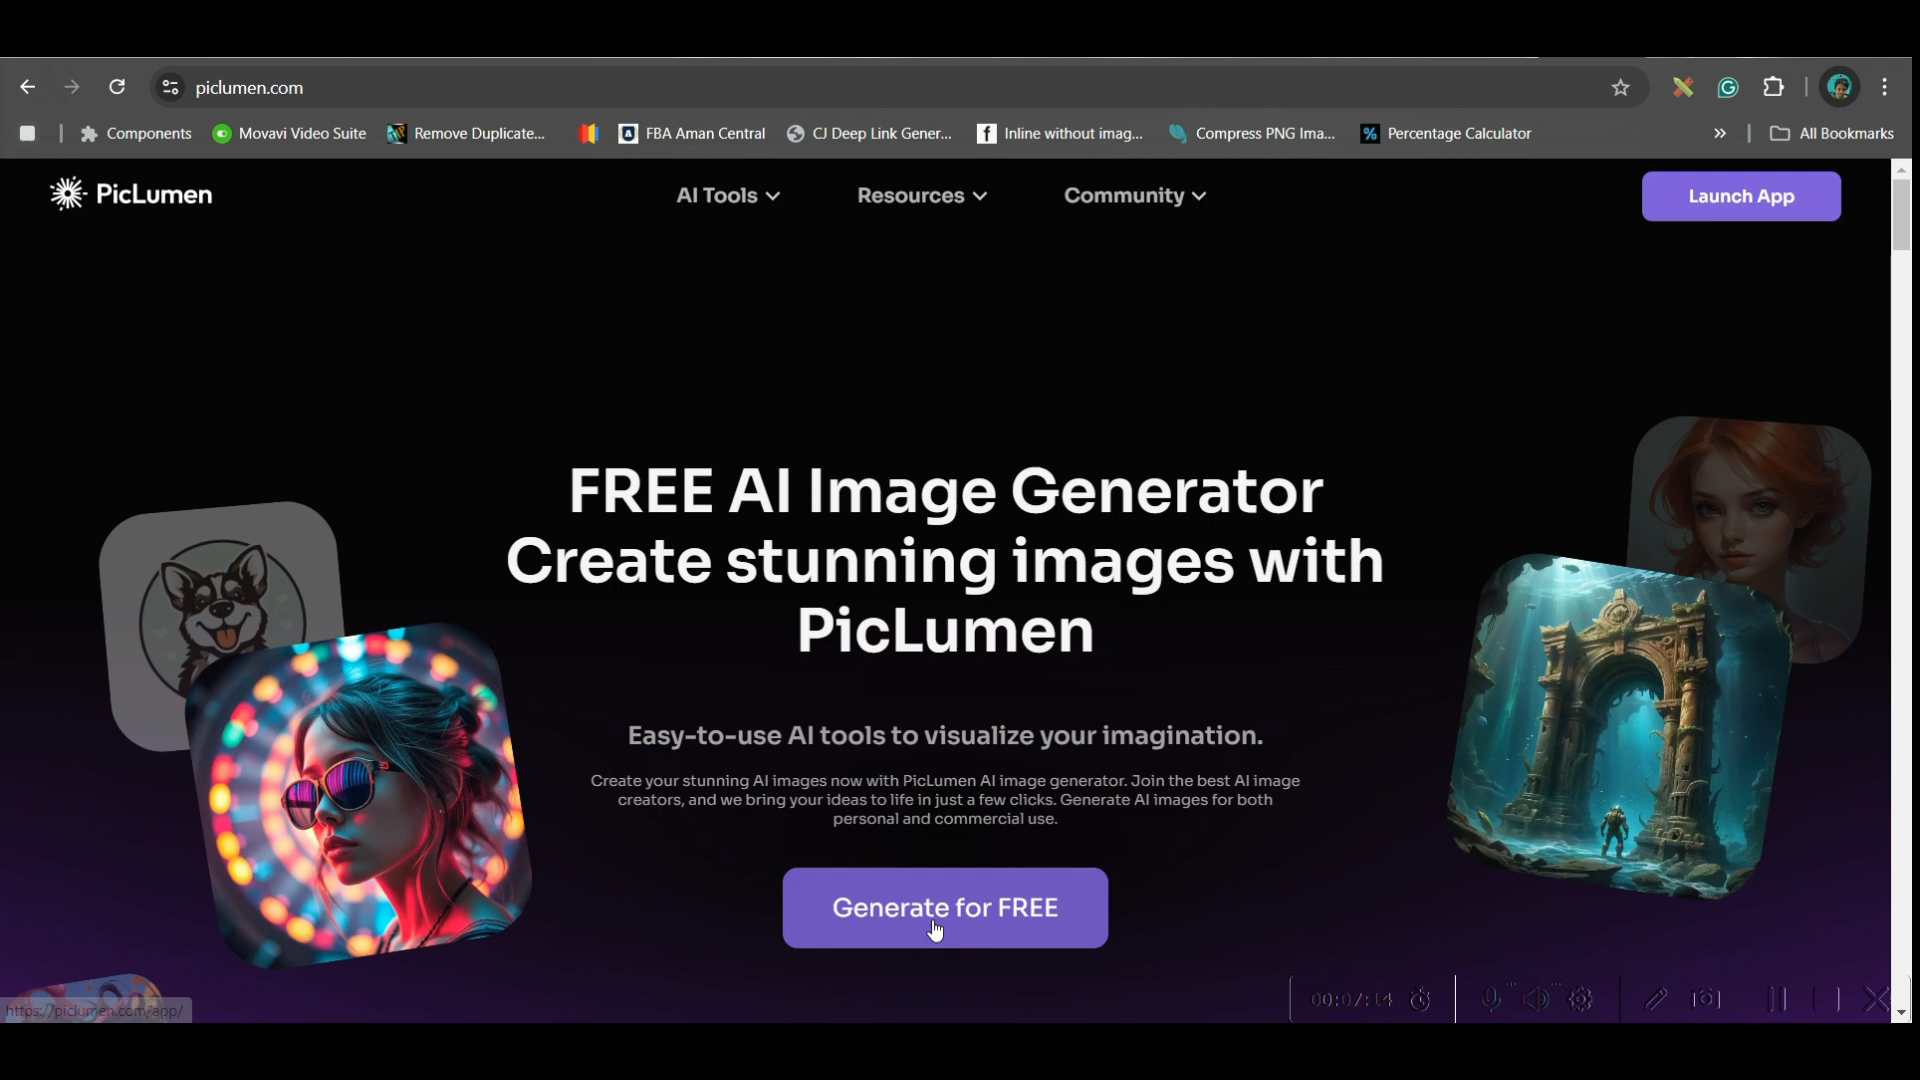 piclumen.com
Components
Movavi Video Suite
Remove Duplicate...
FBA Aman Central
CJ Deep Link Gener...
Inline without imag...
Compress PNG Ima...
Percentage Calculator
»
All Bookmarks
PicLumen
AI Tools
Resources
Community
Launch App
FREE AI Image Generator
Create stunning images with
PicLumen
Easy-to-use AI tools to visualize your imagination.
Create your stunning AI images now with PicLumen AI image generator. Join the best AI image
creators, and we bring your ideas to life in just a few clicks. Generate AI images for both
personal and commercial use.
Generate for FREE
https://piclumen.com/app/